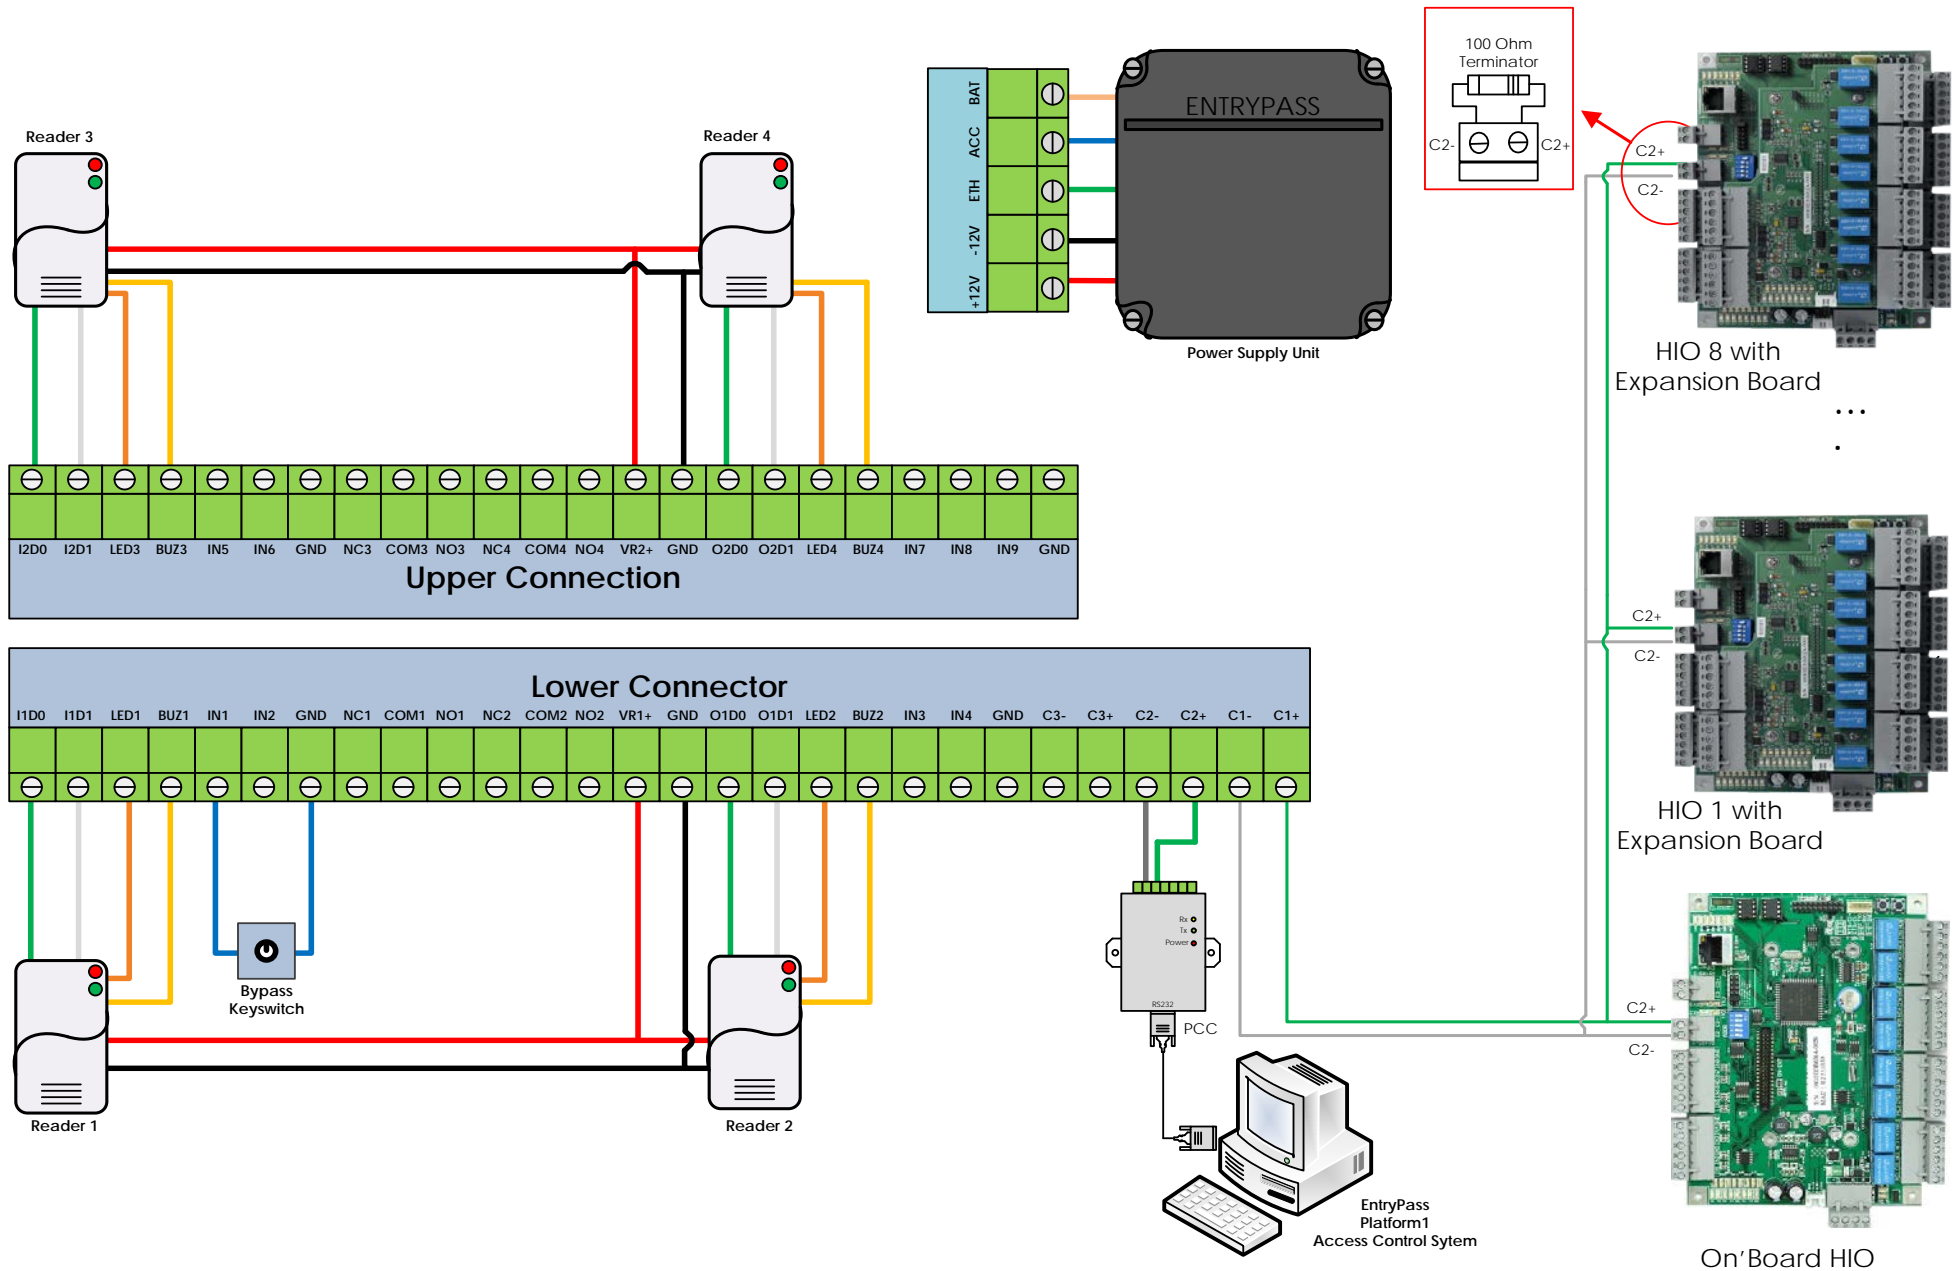 Reader 3
Reader 4
BAT
ACC
ETH
-12V
+12V
ENTRYPASS
Power Supply Unit
100 Ohm
Terminator
C2-
C2+
C2+
C2-
HIO 8 with
Expansion Board
...
.
I2D0 I2D1 LED3 BUZ3 IN5 IN6 GND NC3 COM3 NO3 NC4 COM4 NO4 VR2+ GND O2D0 O2D1 LED4 BUZ4 IN7 IN8 IN9 GND
Upper Connection
C2+
C2-
HIO 1 with
Expansion Board
Lower Connector
I1D0 I1D1 LED1 BUZ1 IN1 IN2 GND NC1 COM1 NO1 NC2 COM2 NO2 VR1+ GND O1D0 O1D1 LED2 BUZ2 IN3 IN4 GND C3- C3+ C2- C2+ C1- C1+
Bypass
Keyswitch
Reader 1
Reader 2
Rx
Tx
Power
RS232
PCC
C2+
C2-
EntryPass
Platform1
Access Control Sytem
On'Board HIO